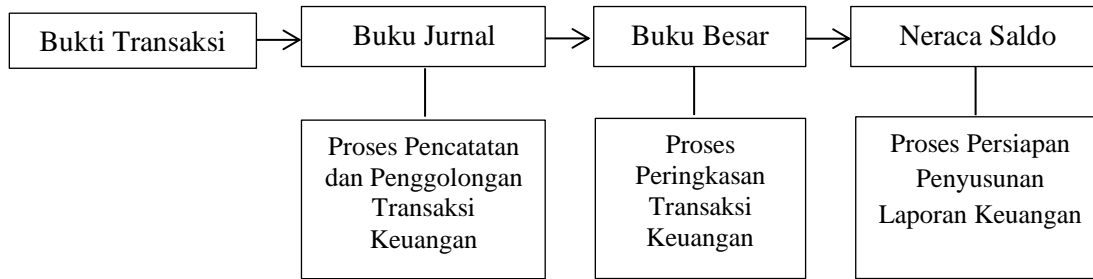 Bukti Transaksi
Buku Jurnal
Buku Besar
Neraca Saldo
Proses Pencatatan
dan Penggolongan
Transaksi
Keuangan
Proses
Peringkasan
Transaksi
Keuangan
Proses Persiapan
Penyusunan
Laporan Keuangan